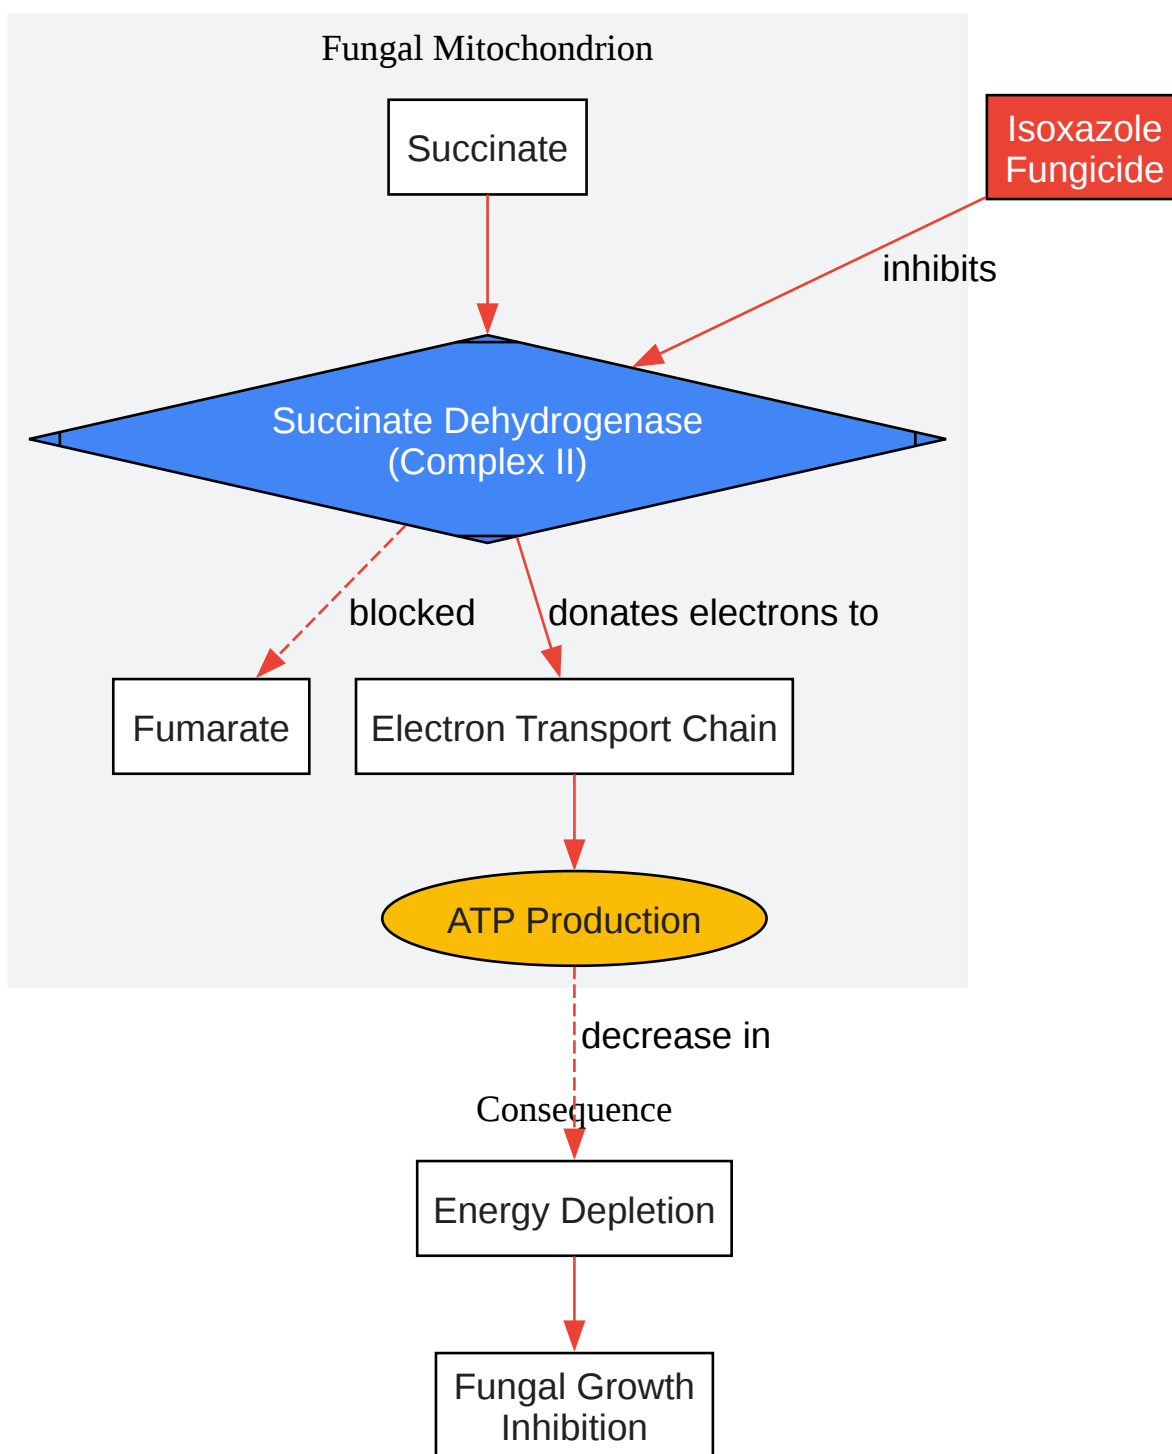 Fungal Mitochondrion
Succinate
Isoxazole
Fungicide
inhibits
Succinate Dehydrogenase
(Complex II)
blocked
donates electrons to
Fumarate
Electron Transport Chain
ATP Production
decrease in
Consequence
Energy Depletion
Fungal Growth
Inhibition